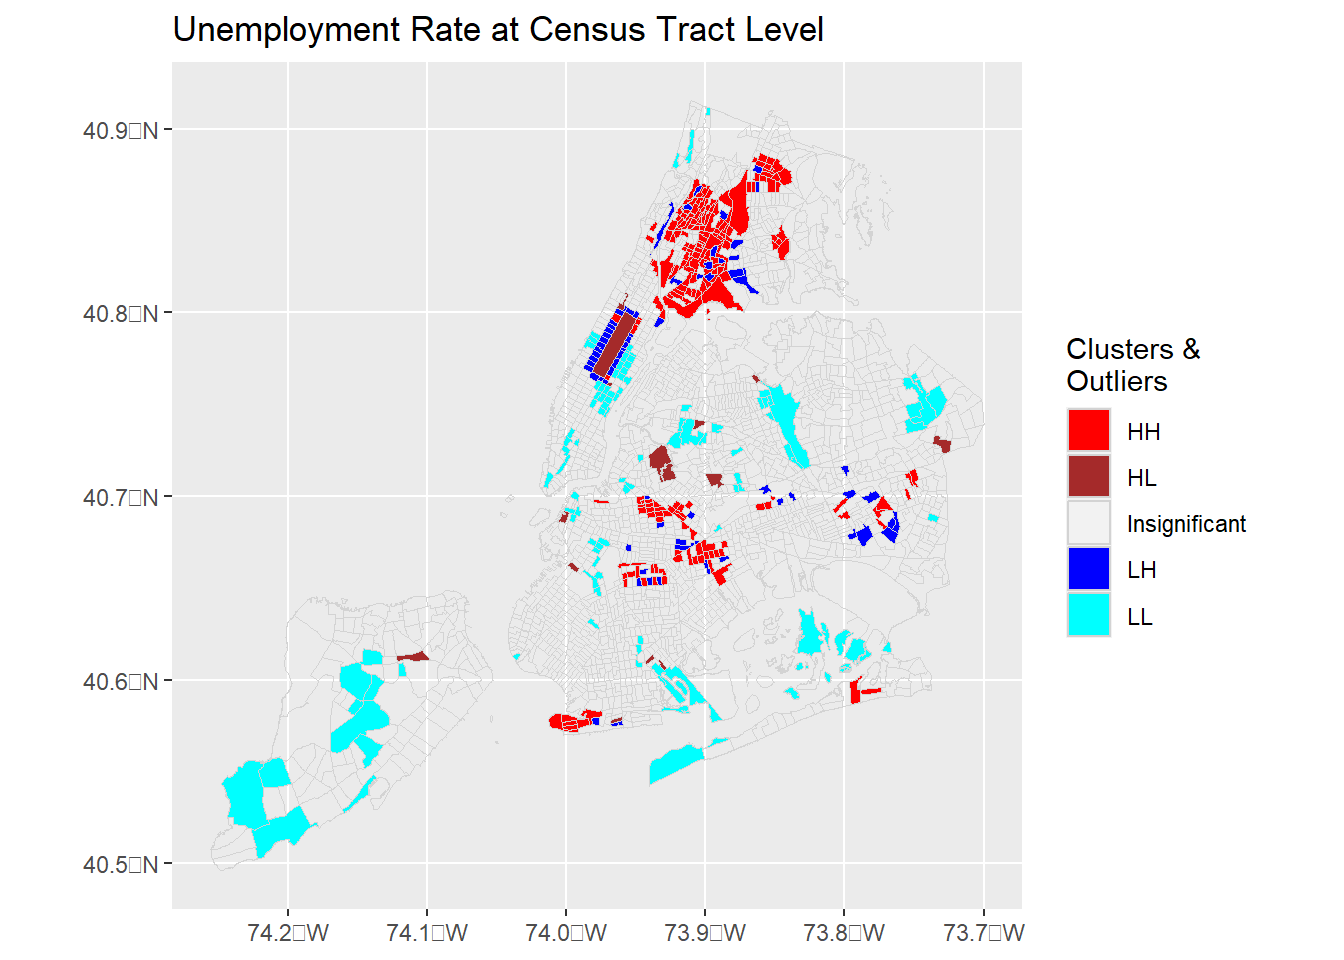 Unemployment Rate at Census Tract Level
40.9□N
40.8□N
40.7□N
40.6□N
40.5□N
74.2□W 74.1□W 74.0□W 73.9□W 73.8□W 73.7□W
Clusters &
Outliers
HH
HL
Insignificant
LH
LL